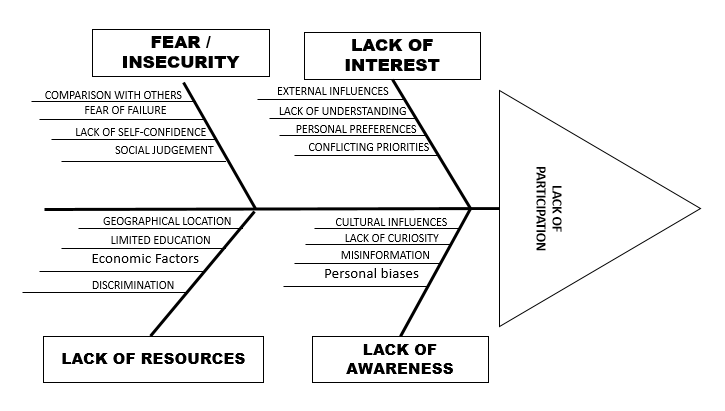 FEAR /
INSECURITY
LACK OF
INTEREST
COMPARISON WITH OTHERS
FEAR OF FAILURE
LACK OF SELF-CONFIDENCE
SOCIAL JUDGEMENT
EXTERNAL INFLUENCES
LACK OF UNDERSTANDING
PERSONAL PREFERENCES
CONFLICTING PRIORITIES
LACK OF
PARTICIPATION
GEOGRAPHICAL LOCATION
LIMITED EDUCATION
Economic Factors
DISCRIMINATION
CULTURAL INFLUENCES
LACK OF CURIOSITY
MISINFORMATION
Personal biases
LACK OF RESOURCES
LACK OF
AWARENESS